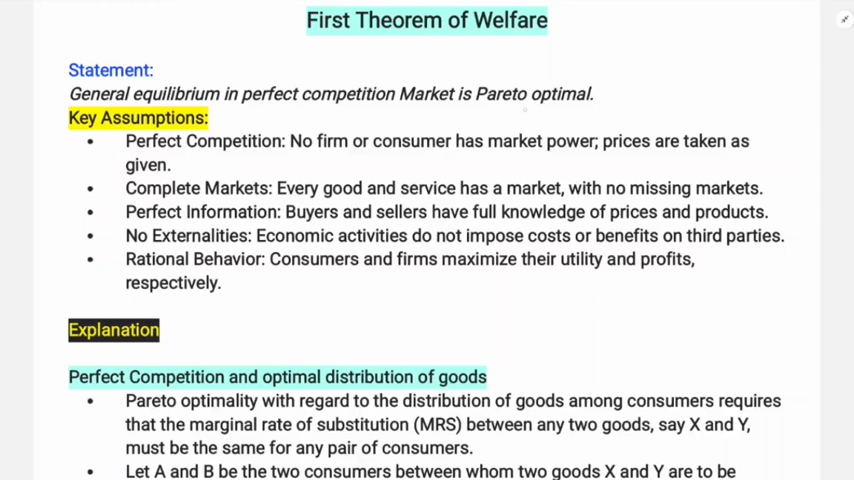 First Theorem of Welfare
Statement:
General equilibrium in perfect competition Market is Pareto optimal.
Key Assumptions:
• Perfect Competition: No firm or consumer has market power; prices are taken as
given.
• Complete Markets: Every good and service has a market, with no missing markets.
• Perfect Information: Buyers and sellers have full knowledge of prices and products.
• No Externalities: Economic activities do not impose costs or benefits on third parties.
• Rational Behavior: Consumers and firms maximize their utility and profits,
respectively.
Explanation
Perfect Competition and optimal distribution of goods
• Pareto optimality with regard to the distribution of goods among consumers requires
that the marginal rate of substitution (MRS) between any two goods, say X and Y,
must be the same for any pair of consumers.
• Let A and B be the two consumers between whom two goods X and Y are to be